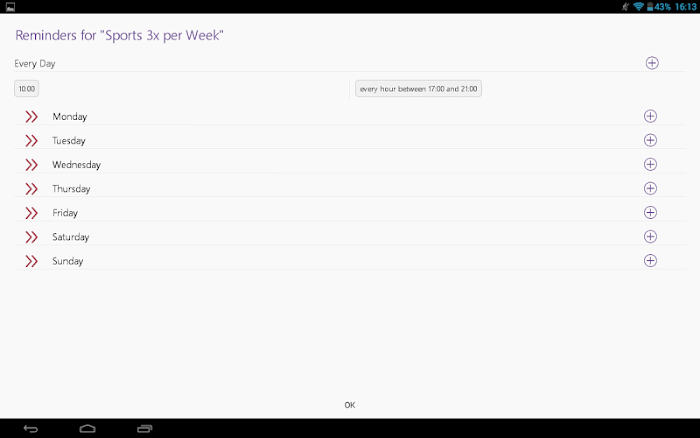 43% 16:13
Reminders for "Sports 3x per Week"
Every Day
10:00
every hour between 17:00 and 21:00
Monday
Tuesday
Wednesday
Thursday
Friday
Saturday
Sunday
OK